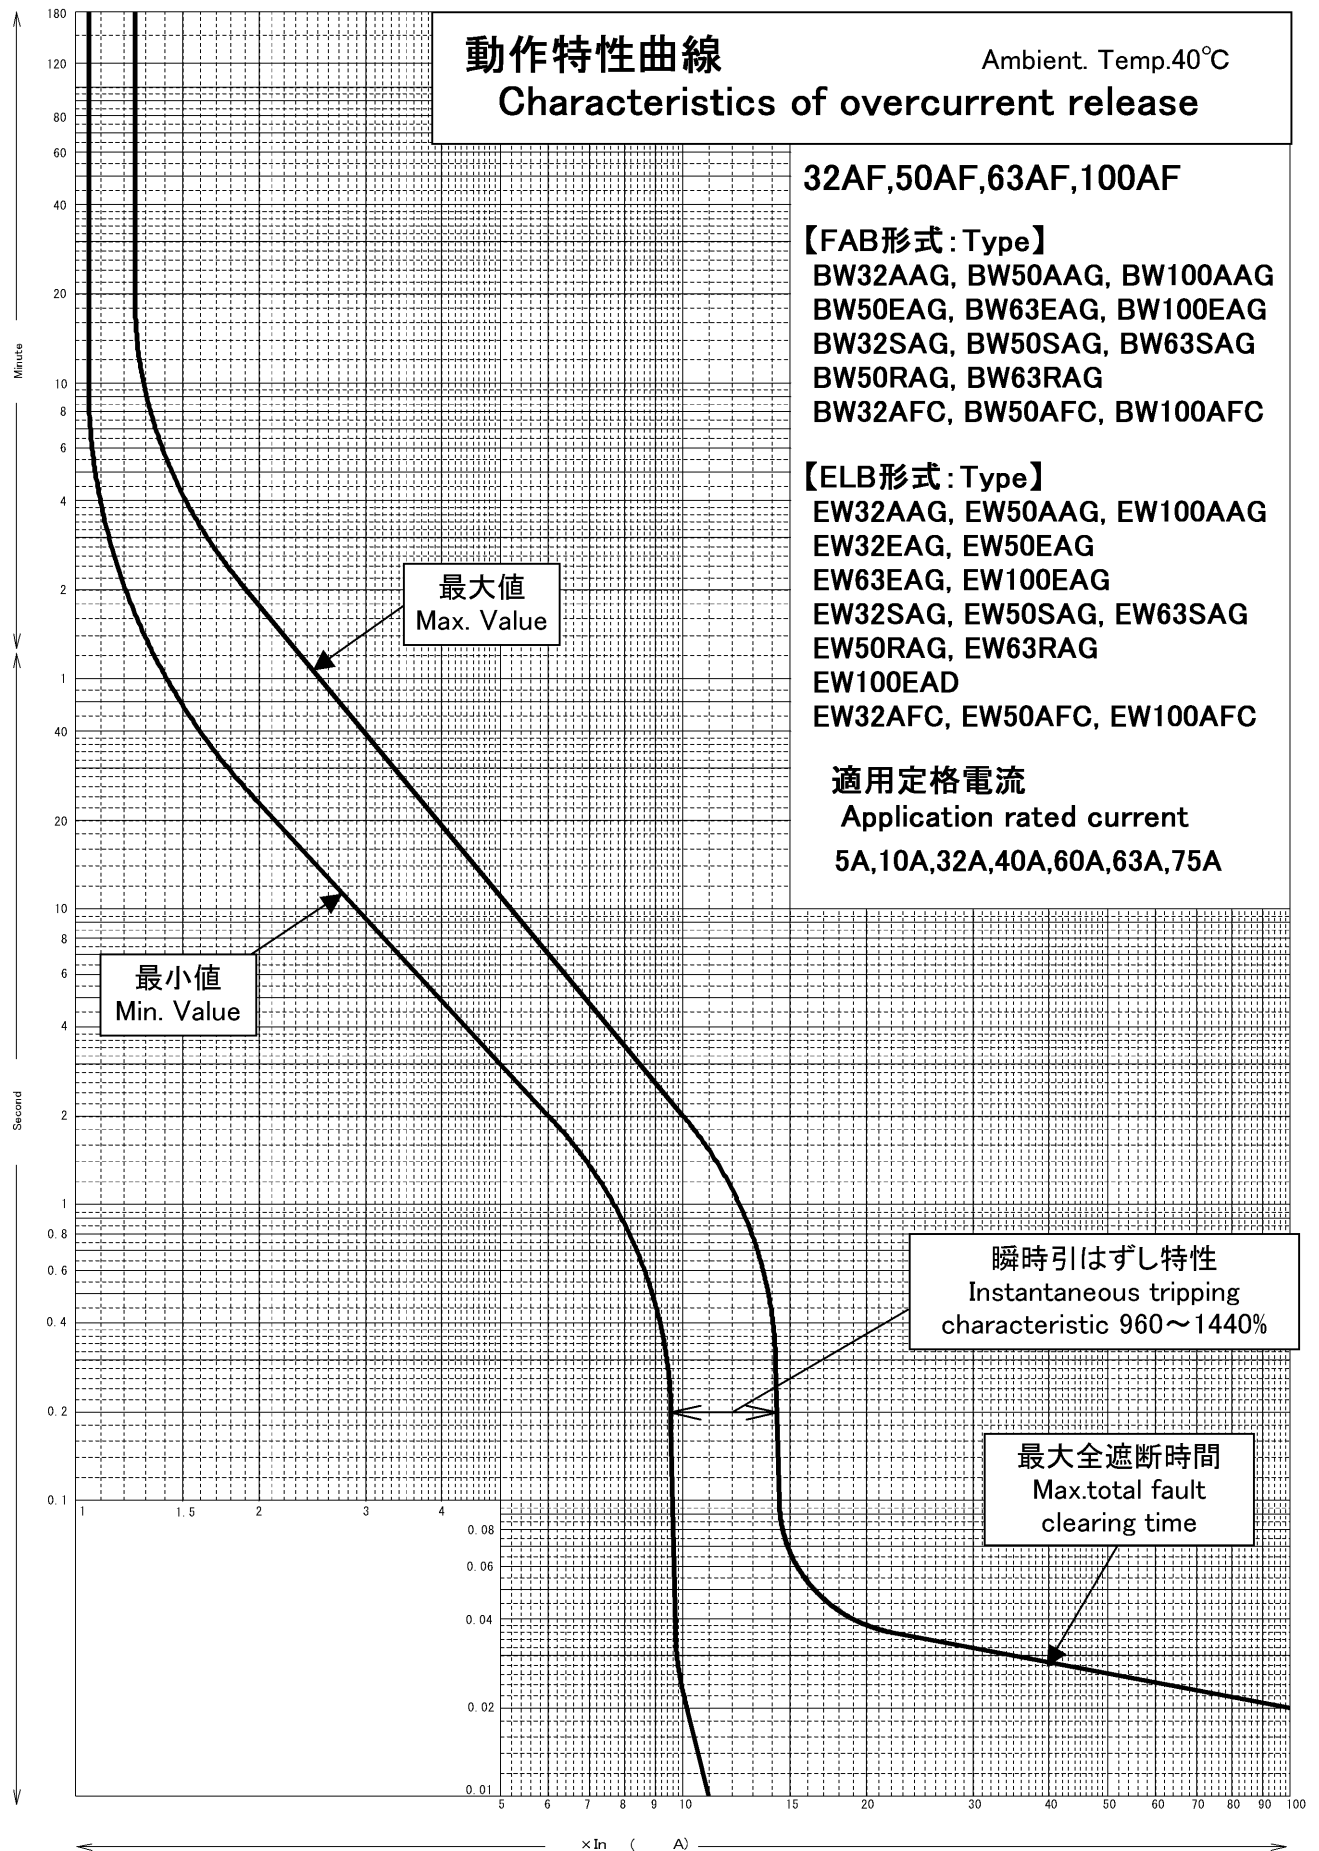 動作特性曲線 Ambient. Temp.40℃
Characteristics of overcurrent release
32AF,50AF,63AF,100AF
【FAB形式:Type】
BW32AAG, BW50AAG, BW100AAG
BW50EAG, BW63EAG, BW100EAG
BW32SAG, BW50SAG, BW63SAG
BW50RAG, BW63RAG
BW32AFC, BW50AFC, BW100AFC
【ELB形式:Type】
EW32AAG, EW50AAG, EW100AAG
EW32EAG, EW50EAG
EW63EAG, EW100EAG
EW32SAG, EW50SAG, EW63SAG
EW50RAG, EW63RAG
EW100EAD
EW32AFC, EW50AFC, EW100AFC
適用定格電流
Application rated current
5A,10A,32A,40A,60A,63A,75A
最大値
Max. Value
最小値
Min. Value
瞬時引はずし特性
Instantaneous tripping
characteristic 960～1440%
最大全遮断時間
Max.total fault
clearing time
Minute
Second
180
120
80
60
40
20
10
8
6
4
2
1
40
20
10
8
6
4
2
1
0.8
0.6
0.4
0.2
0.1
1 1.5 2 3 4
0.08
0.06
0.04
0.02
0.01
5 6 7 8 9 10 15 20 30 40 50 60 70 80 90 100
×In ( A)